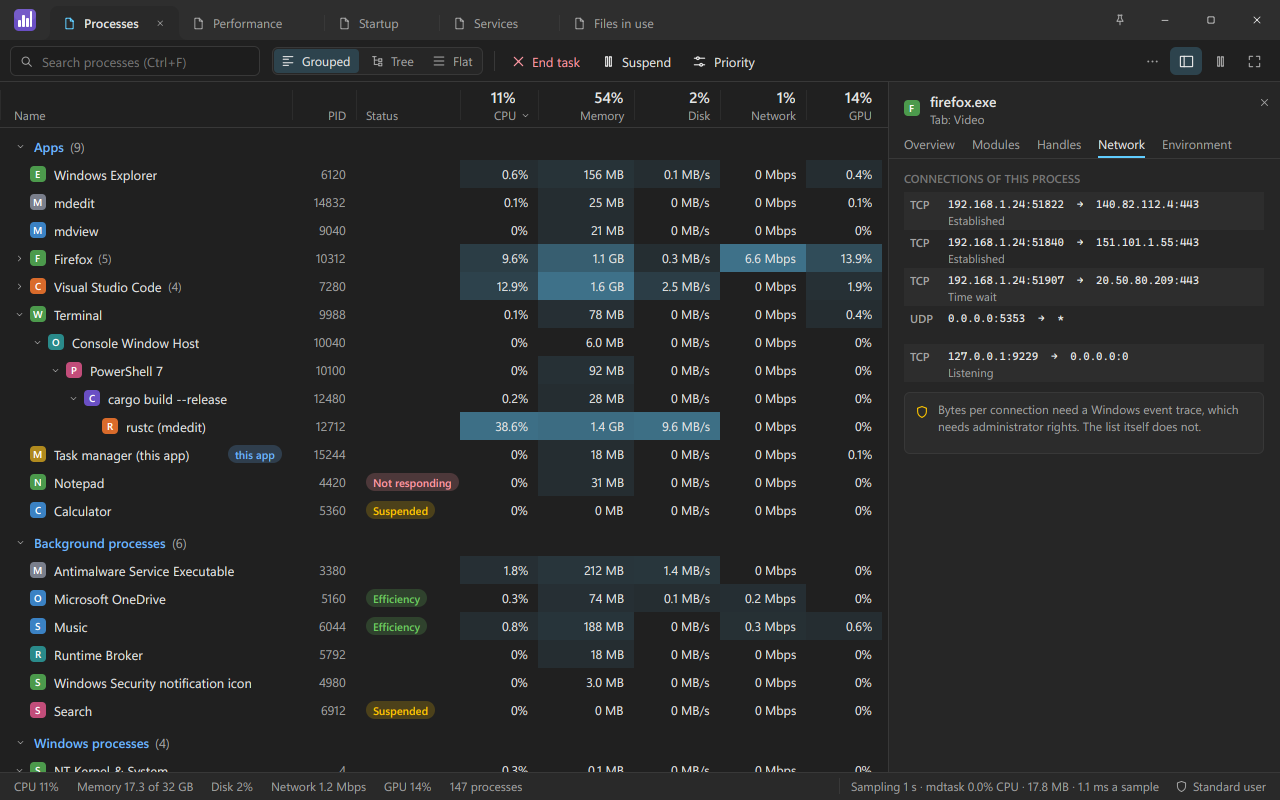 Processes
Performance
Startup
Services
Files in use
Search processes (Ctrl+F)
Grouped
Tree
Flat
End task
Suspend
Priority
Name PID Status 11% CPU 54% Memory 2% Disk 1% Network 14% GPU
Apps (9)
E Windows Explorer 6120 0.6% 156 MB 0.1 MB/s 0 Mbps 0.4%
M mdedit 14832 0.1% 25 MB 0 MB/s 0 Mbps 0.1%
M mdview 9040 0% 21 MB 0 MB/s 0 Mbps 0%
F Firefox (5) 10312 9.6% 1.1 GB 0.3 MB/s 6.6 Mbps 13.9%
C Visual Studio Code (4) 7280 12.9% 1.6 GB 2.5 MB/s 0 Mbps 1.9%
W Terminal 9988 0.1% 78 MB 0 MB/s 0 Mbps 0.4%
O Console Window Host 10040 0% 6.0 MB 0 MB/s 0 Mbps 0%
P PowerShell 7 10100 0% 92 MB 0 MB/s 0 Mbps 0%
C cargo build --release 12480 0.2% 28 MB 0 MB/s 0 Mbps 0%
R rustc (mdedit) 12712 38.6% 1.4 GB 9.6 MB/s 0 Mbps 0%
M Task manager (this app) this app 15244 0% 18 MB 0 MB/s 0 Mbps 0.1%
N Notepad 4420 Not responding 0% 31 MB 0 MB/s 0 Mbps 0%
C Calculator 5360 Suspended 0% 0 MB 0 MB/s 0 Mbps 0%
Background processes (6)
M Antimalware Service Executable 3380 1.8% 212 MB 1.4 MB/s 0 Mbps 0%
O Microsoft OneDrive 5160 Efficiency 0.3% 74 MB 0.1 MB/s 0.2 Mbps 0%
S Music 6044 Efficiency 0.8% 188 MB 0 MB/s 0.3 Mbps 0.6%
R Runtime Broker 5792 0% 18 MB 0 MB/s 0 Mbps 0%
S Windows Security notification icon 4980 0% 3.0 MB 0 MB/s 0 Mbps 0%
S Search 6912 Suspended 0% 0 MB 0 MB/s 0 Mbps 0%
Windows processes (4)
S NT Kernel & System 4 0.3% 0.1 MB 0 MB/s 0 Mbps 0%
F firefox.exe
Tab: Video
Overview Modules Handles Network Environment
CONNECTIONS OF THIS PROCESS
TCP 192.168.1.24:51822 → 140.82.112.4:443
Established
TCP 192.168.1.24:51840 → 151.101.1.55:443
Established
TCP 192.168.1.24:51907 → 20.50.80.209:443
Time wait
UDP 0.0.0.0:5353 → *
TCP 127.0.0.1:9229 → 0.0.0.0:0
Listening
Bytes per connection need a Windows event trace, which
needs administrator rights. The list itself does not.
CPU 11% Memory 17.3 of 32 GB Disk 2% Network 1.2 Mbps GPU 14% 147 processes
Sampling 1 s · mdtask 0.0% CPU · 17.8 MB · 1.1 ms a sample Standard user